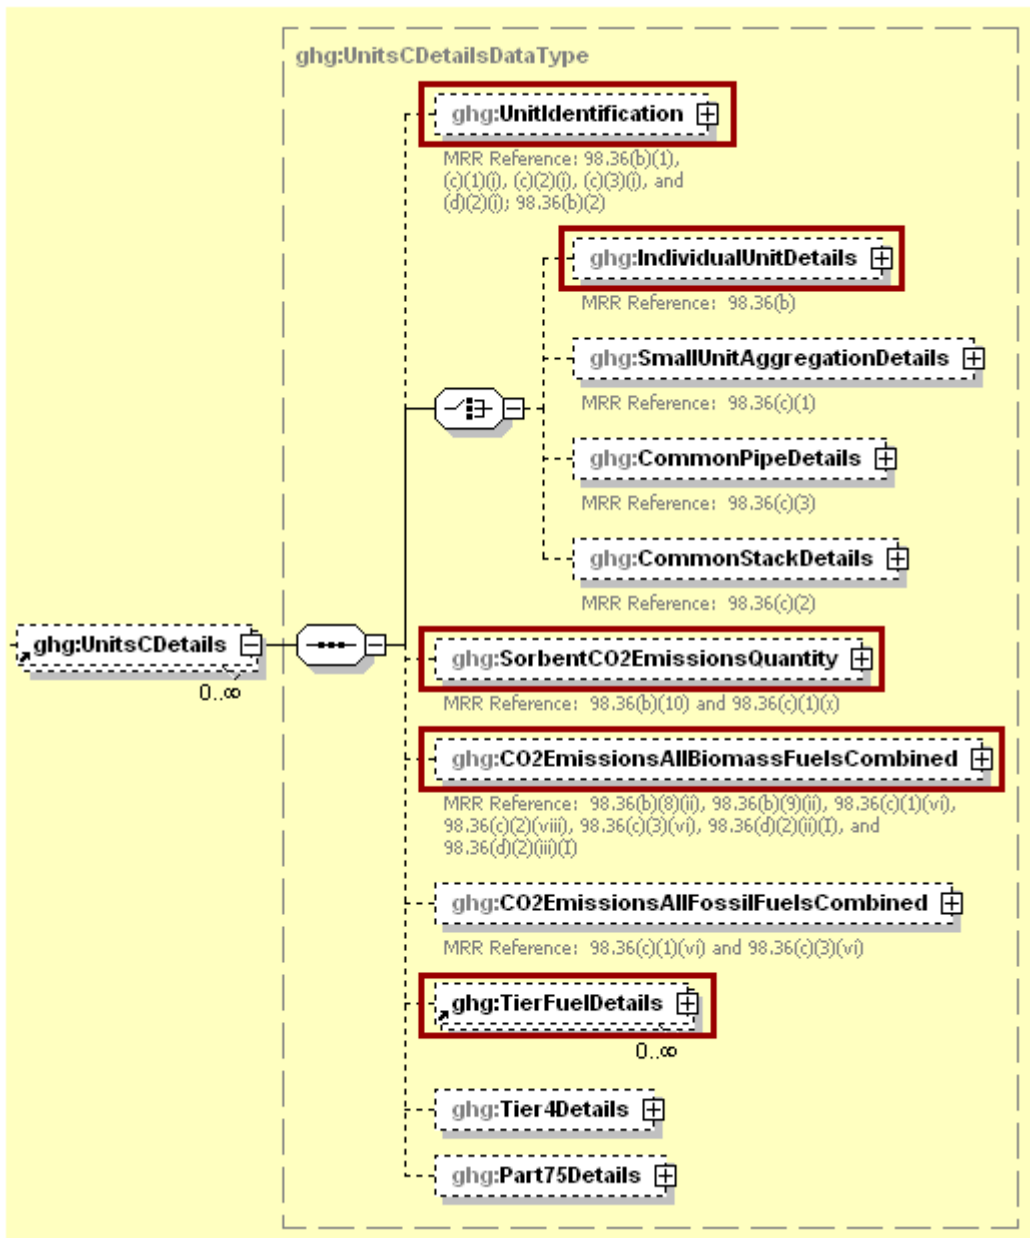 ghg:UnitsCDetailsDataType
ghg:UnitIdentification
MRR Reference: 98.36(b)(1),
(c)(1)(i), (c)(2)(i), (c)(3)(i), and
(d)(2)(i); 98.36(b)(2)
ghg:IndividualUnitDetails
MRR Reference: 98.36(b)
ghg:SmallUnitAggregationDetails
MRR Reference: 98.36(c)(1)
ghg:CommonPipeDetails
MRR Reference: 98.36(c)(3)
ghg:CommonStackDetails
MRR Reference: 98.36(c)(2)
ghg:UnitsCDetails
0..∞
ghg:SorbentCO2EmissionsQuantity
MRR Reference: 98.36(b)(10) and 98.36(c)(1)(x)
ghg:CO2EmissionsAllBiomassFuelsCombined
MRR Reference: 98.36(b)(8)(ii), 98.36(b)(9)(ii), 98.36(c)(1)(vi),
98.36(c)(2)(viii), 98.36(c)(3)(vi), 98.36(d)(2)(ii)(I), and
98.36(d)(2)(iii)(I)
ghg:CO2EmissionsAllFossilFuelsCombined
MRR Reference: 98.36(c)(1)(vi) and 98.36(c)(3)(vi)
ghg:TierFuelDetails
0..∞
ghg:Tier4Details
ghg:Part75Details